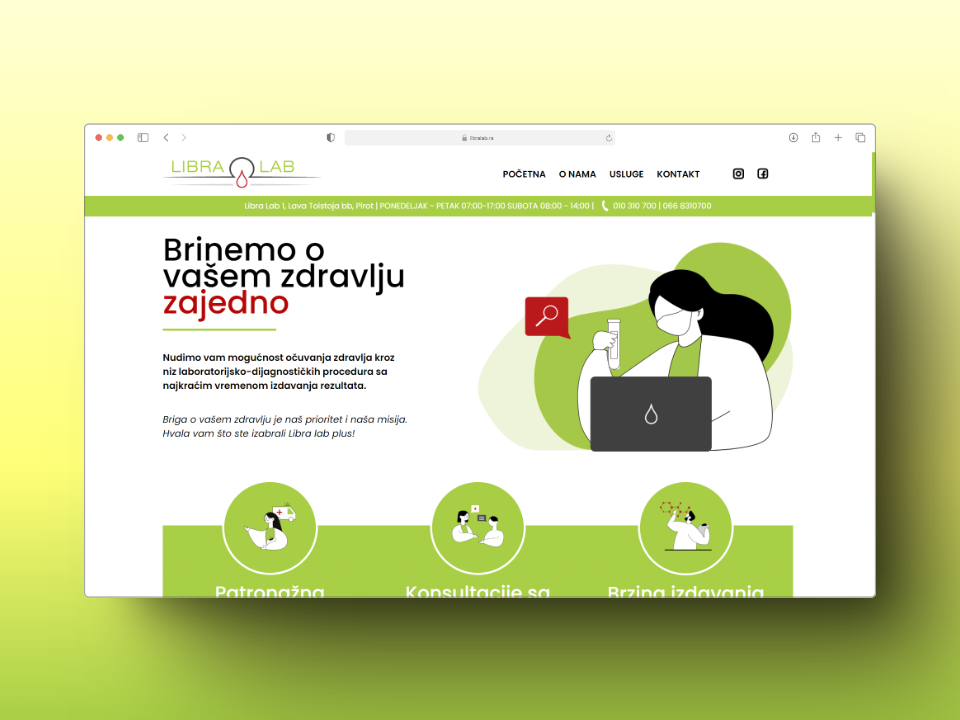 libralab.rs
LIBRA LAB
POČETNA O NAMA USLUGE KONTAKT
Libra Lab 1, Lava Tolstoja bb, Pirot | PONEDELJAK - PETAK 07:00-17:00 SUBOTA 08:00 - 14:00 | 010 310 700 | 066 8310700
Brinemo o
vašem zdravlju
zajedno
Nudimo vam mogućnost očuvanja zdravlja kroz
niz laboratorijsko-dijagnostičkih procedura sa
najkraćim vremenom izdavanja rezultata.
Briga o vašem zdravlju je naš prioritet i naša misija.
Hvala vam što ste izabrali Libra lab plus!
Patronažna
Konsultacije sa
Brzina izdavanja